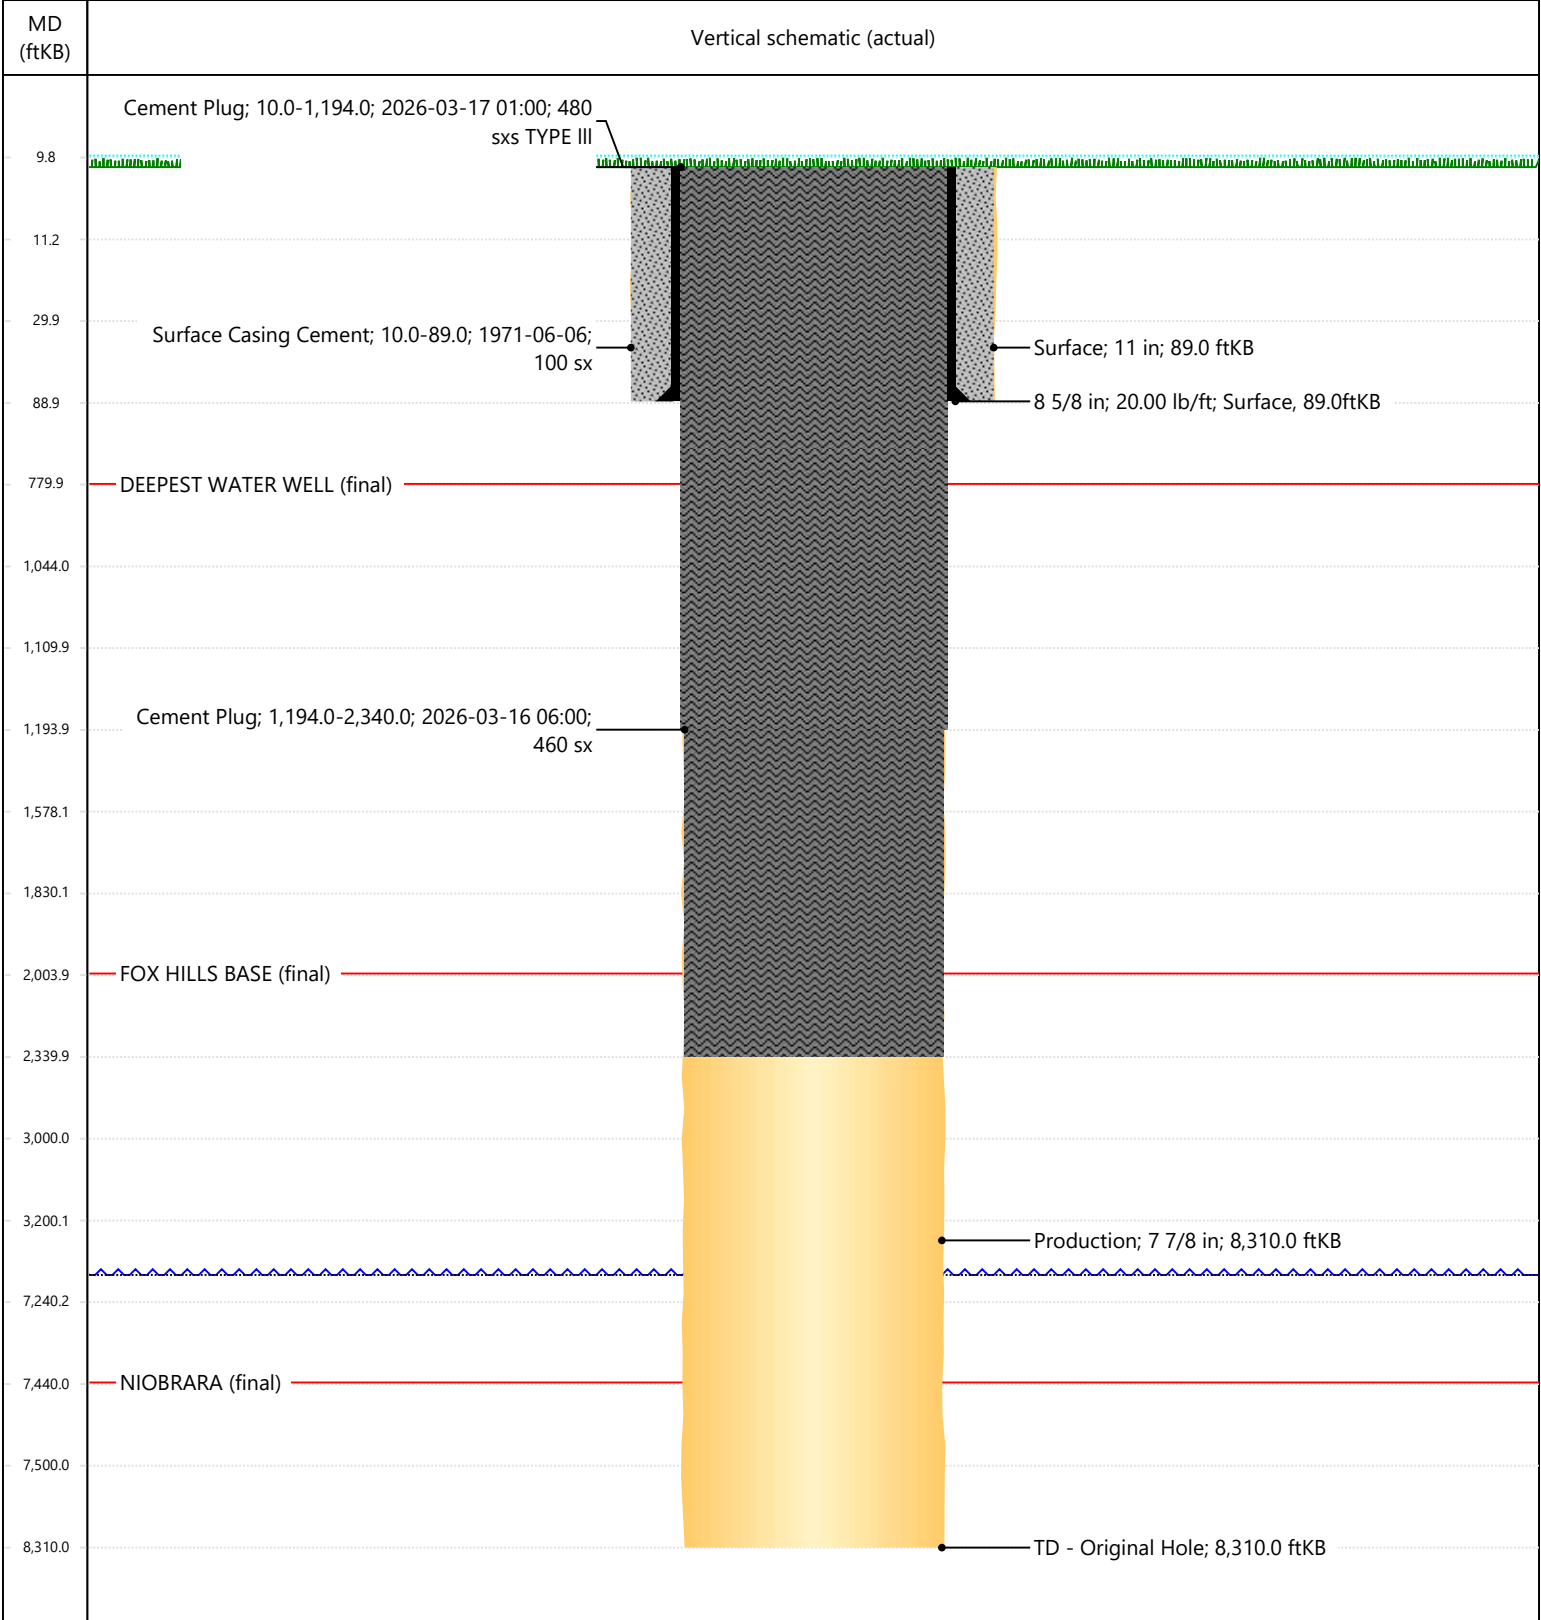 MD
(ftKB)
Vertical schematic (actual)
Cement Plug; 10.0-1,194.0; 2026-03-17 01:00; 480
sxs TYPE lll
9.8
11.2
29.9
Surface Casing Cement; 10.0-89.0; 1971-06-06;
100 sx
Surface; 11 in; 89.0 ftKB
88.9
8 5/8 in; 20.00 lb/ft; Surface, 89.0ftKB
779.9
DEEPEST WATER WELL (final)
1,044.0
1,109.9
Cement Plug; 1,194.0-2,340.0; 2026-03-16 06:00;
460 sx
1,193.9
1,578.1
1,830.1
2,003.9
FOX HILLS BASE (final)
2,339.9
3,000.0
3,200.1
Production; 7 7/8 in; 8,310.0 ftKB
7,240.2
7,440.0
NIOBRARA (final)
7,500.0
8,310.0
TD - Original Hole; 8,310.0 ftKB